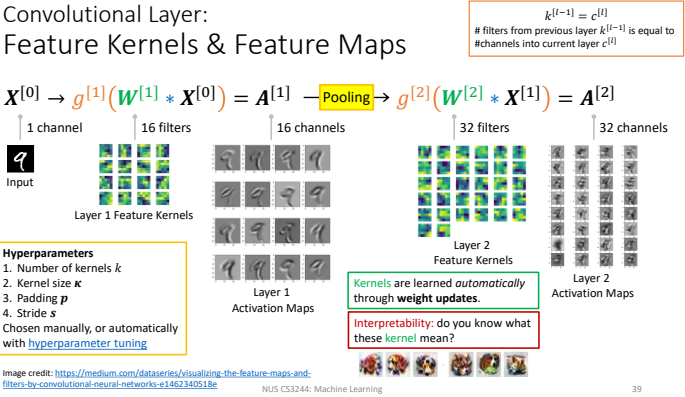 Convolutional Layer:
Feature Kernels & Feature Maps
k^[l−1] = c^[l]
# filters from previous layer k^[l−1] is equal to
#channels into current layer c^[l]
X^[0] → g^[1](W^[1] * X^[0]) = A^[1] — Pooling → g^[2](W^[2] * X^[1]) = A^[2]
1 channel
16 filters
16 channels
32 filters
32 channels
Input
Layer 1 Feature Kernels
Layer 1
Activation Maps
Layer 2
Feature Kernels
Layer 2
Activation Maps
Hyperparameters
1. Number of kernels k
2. Kernel size κ
3. Padding p
4. Stride s
Chosen manually, or automatically
with hyperparameter tuning
Kernels are learned automatically
through weight updates.
Interpretability: do you know what
these kernel mean?
Image credit: https://medium.com/dataseries/visualizing-the-feature-maps-and-
filters-by-convolutional-neural-networks-e1462340518e
NUS CS3244: Machine Learning
39